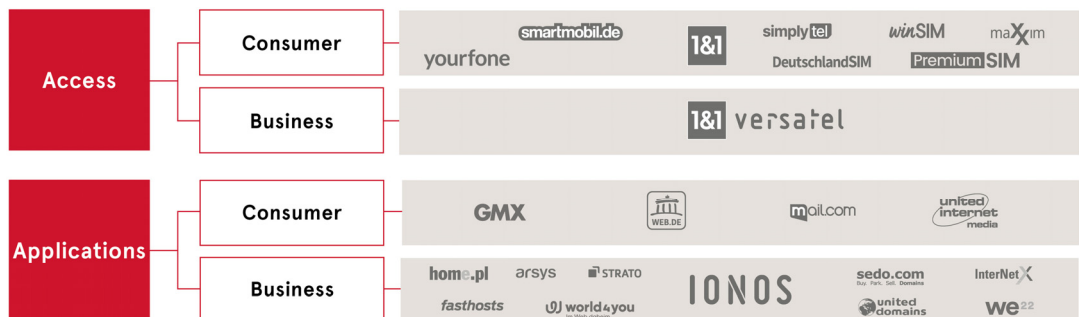 Access
Consumer
smartmobil.de
yourfone
1&1
simplytel
winSIM
maXXim
DeutschlandSIM
PremiumSIM
Business
1&1 versatel
Applications
Consumer
GMX
WEB.DE
mail.com
united
internet
media
Business
home.pl
arsys
STRATO
IONOS
sedo.com
Buy. Park. Sell. Domains
InterNetX
fasthosts
world4you
united
domains
we22